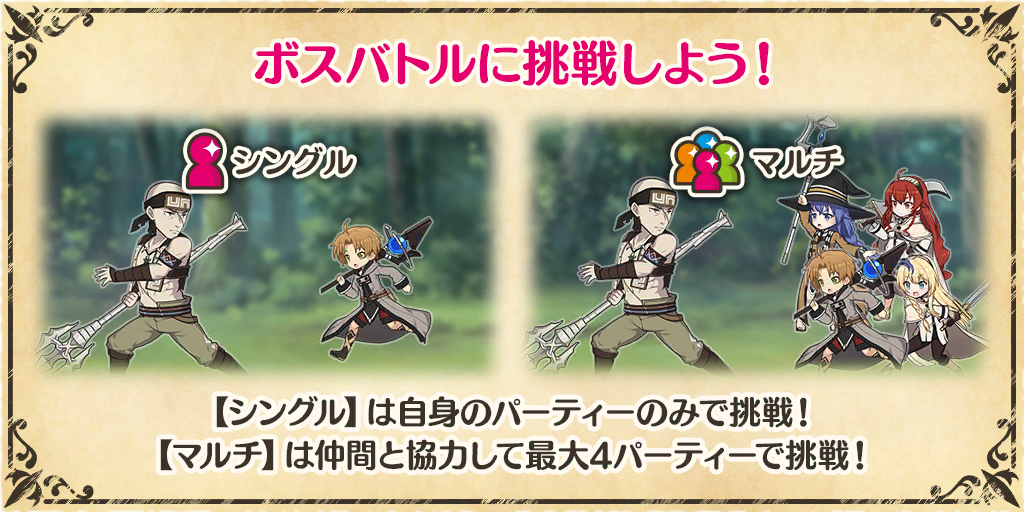 ボスバトルに挑戦しよう！
シングル
マルチ
【シングル】は自身のパーティーのみで挑戦！
【マルチ】は仲間と協力して最大4パーティーで挑戦！